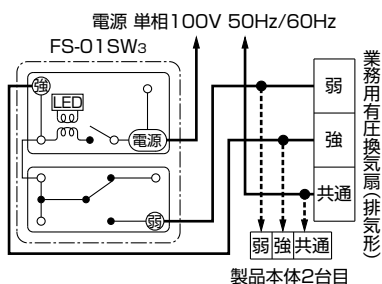 電源 単相100V 50Hz/60Hz
FS-01SW3
強
LED
電源
弱
弱
強
共通
業務用有圧換気扇(排気形)
弱 強 共通
製品本体2台目